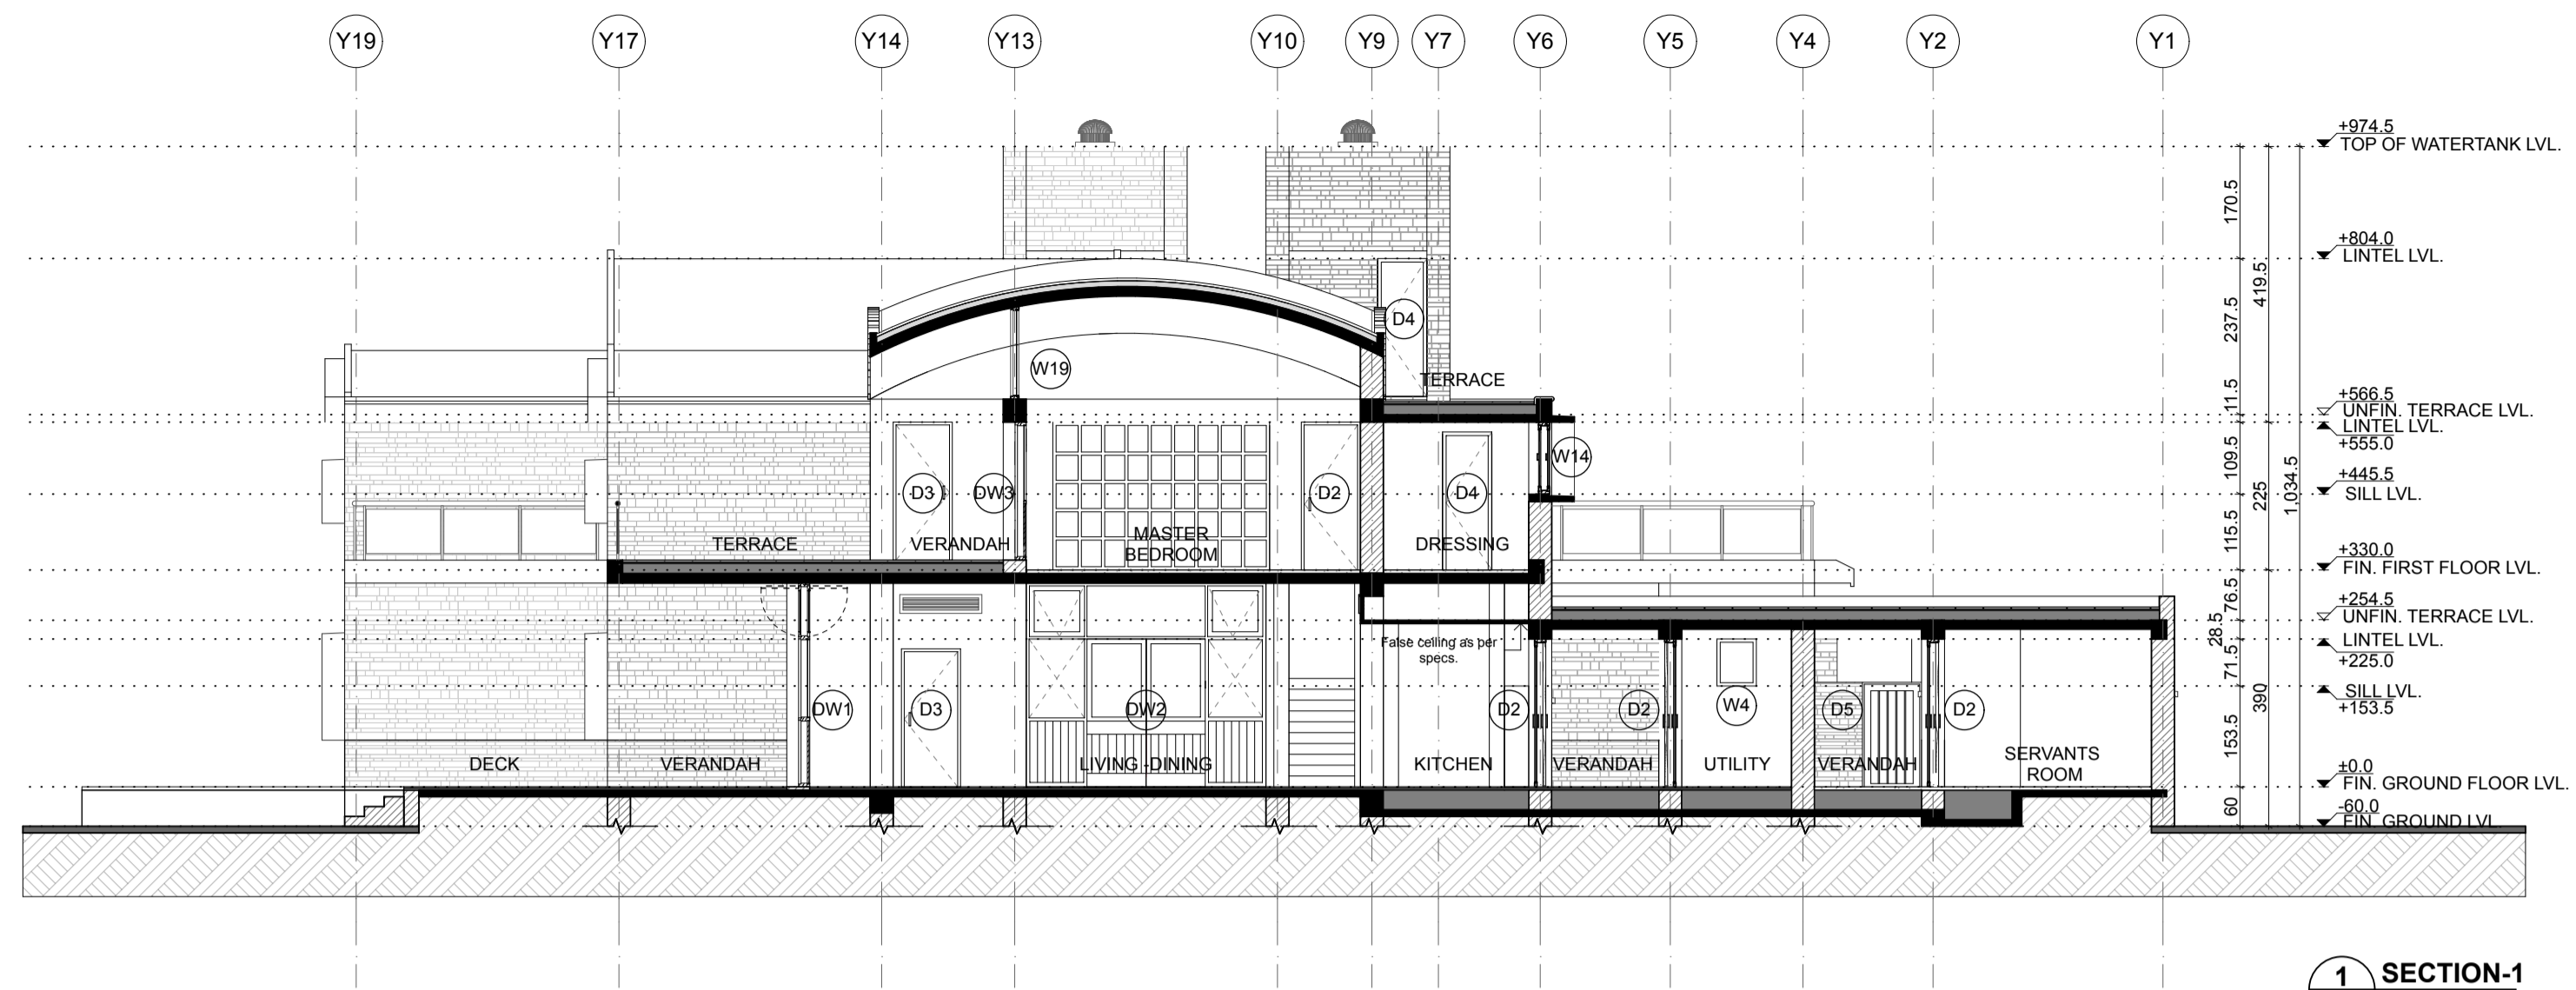 Y19 Y17 Y14 Y13 Y10 Y9 Y7 Y6 Y5 Y4 Y2 Y1
+974.5
TOP OF WATERTANK LVL.
170.5
+804.0
LINTEL LVL.
419.5
237.5
D4
W19
TERRACE
11.5
+566.5
UNFIN. TERRACE LVL.
LINTEL LVL.
+555.0
109.5
W14
1,034.5
225
+445.5
SILL LVL.
D3
DW3
D2
D4
115.5
TERRACE
VERANDAH
MASTER
BEDROOM
DRESSING
+330.0
FIN. FIRST FLOOR LVL.
76.5
+254.5
UNFIN. TERRACE LVL.
28.5
False ceiling as per
specs.
LINTEL LVL.
+225.0
71.5
390
SILL LVL.
+153.5
DW1
D3
DW2
D2
D2
W4
D5
D2
153.5
DECK
VERANDAH
LIVING -DINING
KITCHEN
VERANDAH
UTILITY
VERANDAH
SERVANTS
ROOM
±0.0
FIN. GROUND FLOOR LVL.
60
-60.0
FIN. GROUND LVL.
1 SECTION-1